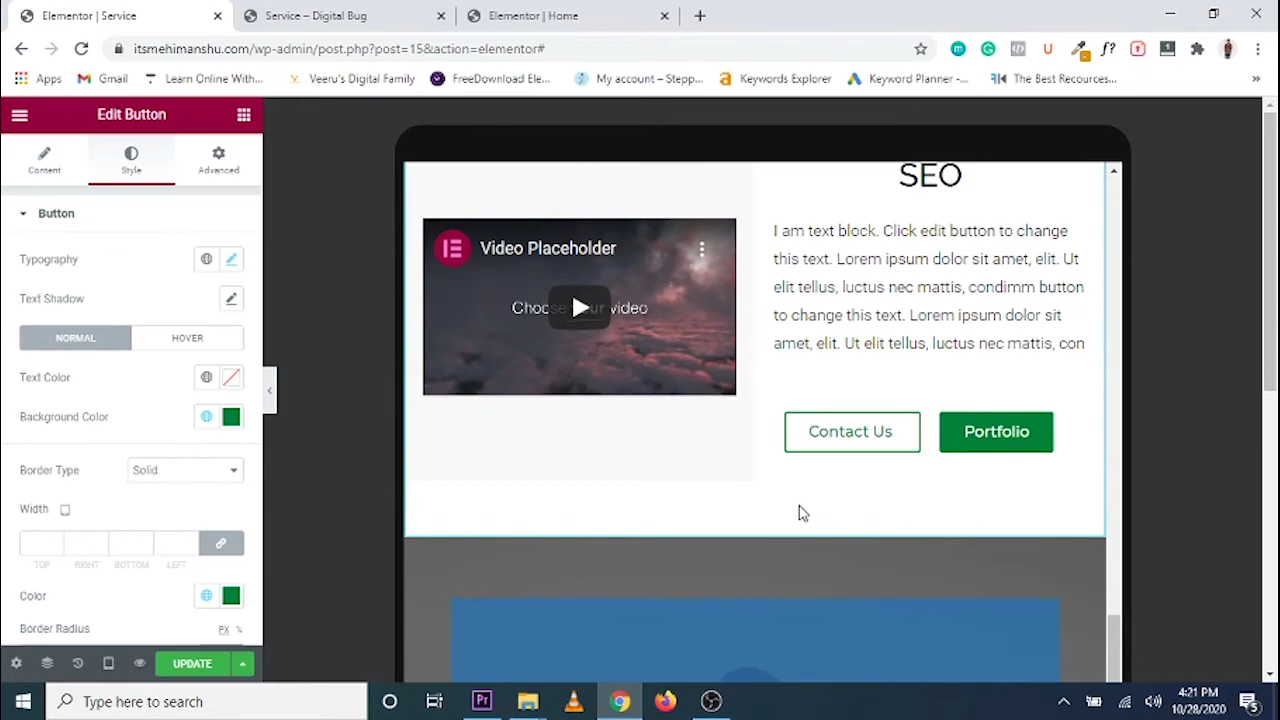 Elementor | Service
Service – Digital Bug
Elementor | Home
itsmehimanshu.com/wp-admin/post.php?post=15&action=elementor#
Apps
Gmail
Learn Online With...
Veeru's Digital Family
FreeDownload Ele...
My account – Stepp...
Keywords Explorer
Keyword Planner -...
The Best Recources...
Edit Button
Content
Style
Advanced
Button
Typography
Text Shadow
NORMAL
HOVER
Text Color
Background Color
Border Type
Solid
Width
TOP
RIGHT
BOTTOM
LEFT
Color
Border Radius
PX
%
UPDATE
Video Placeholder
Choose your video
SEO
I am text block. Click edit button to change
this text. Lorem ipsum dolor sit amet, elit. Ut
elit tellus, luctus nec mattis, condimm button
to change this text. Lorem ipsum dolor sit
amet, elit. Ut elit tellus, luctus nec mattis, con
Contact Us
Portfolio
Type here to search
4:21 PM
10/28/2020
5